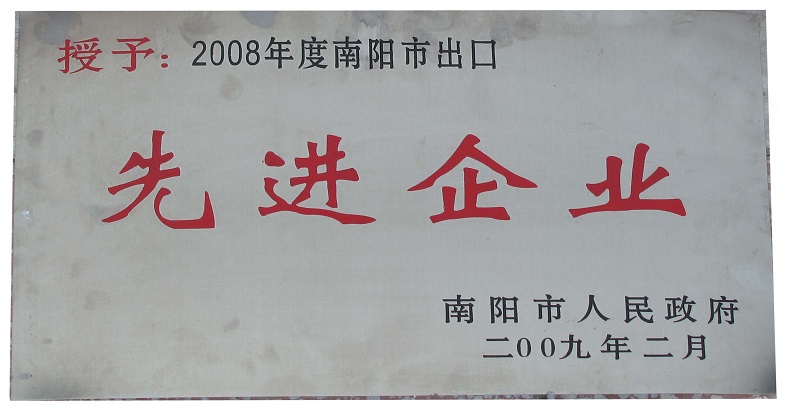 授予：2008年度南阳市出口
先进企业
南阳市人民政府
二00九年二月